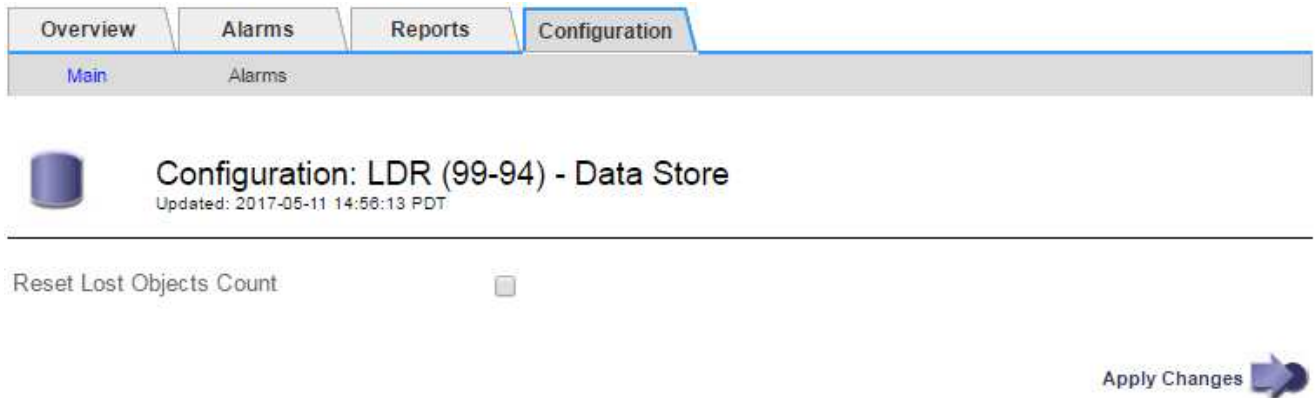 Overview Alarms Reports Configuration
Main Alarms
Configuration: LDR (99-94) - Data Store
Updated: 2017-05-11 14:56:13 PDT
Reset Lost Objects Count
Apply Changes